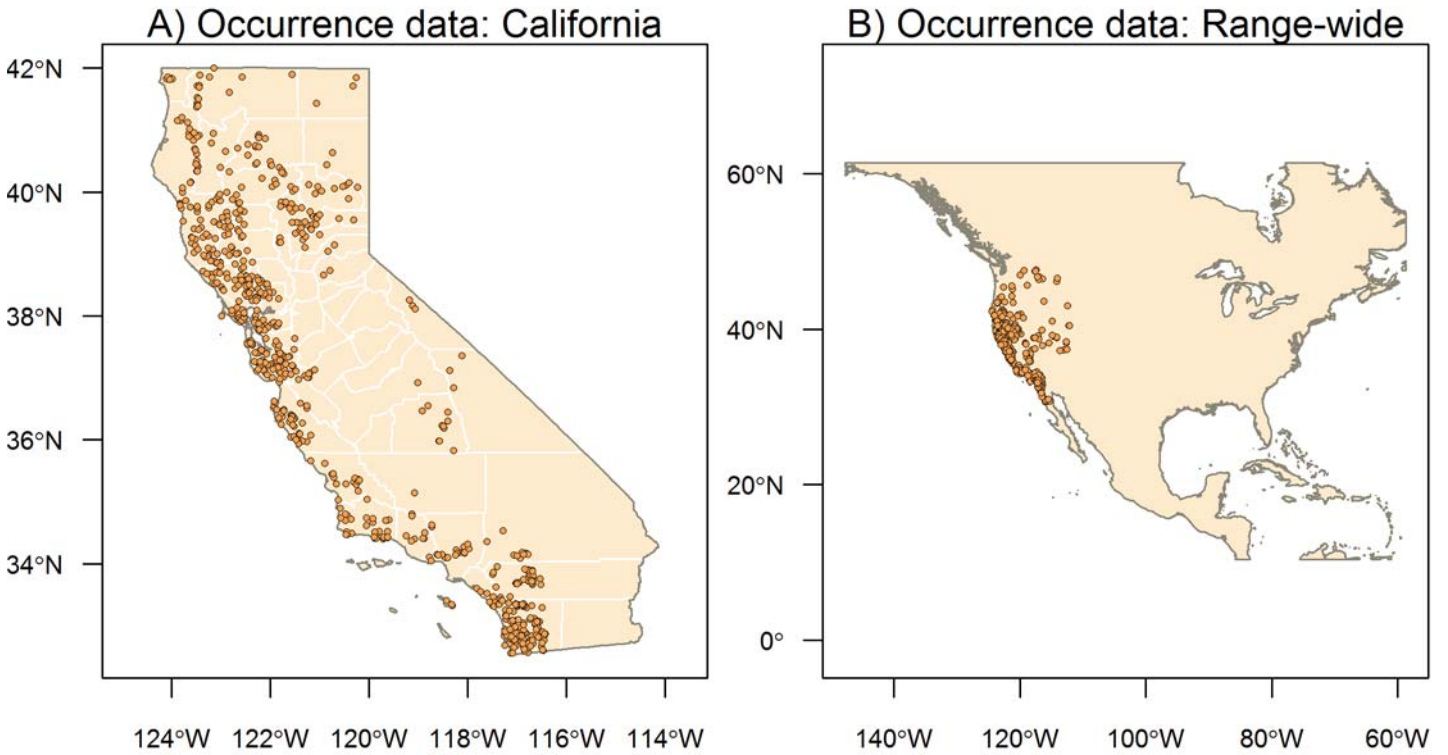 A) Occurrence data: California
42°N
40°N
38°N
36°N
34°N
124°W 122°W 120°W 118°W 116°W 114°W
B) Occurrence data: Range-wide
60°N
40°N
20°N
0°
140°W 120°W 100°W 80°W 60°W